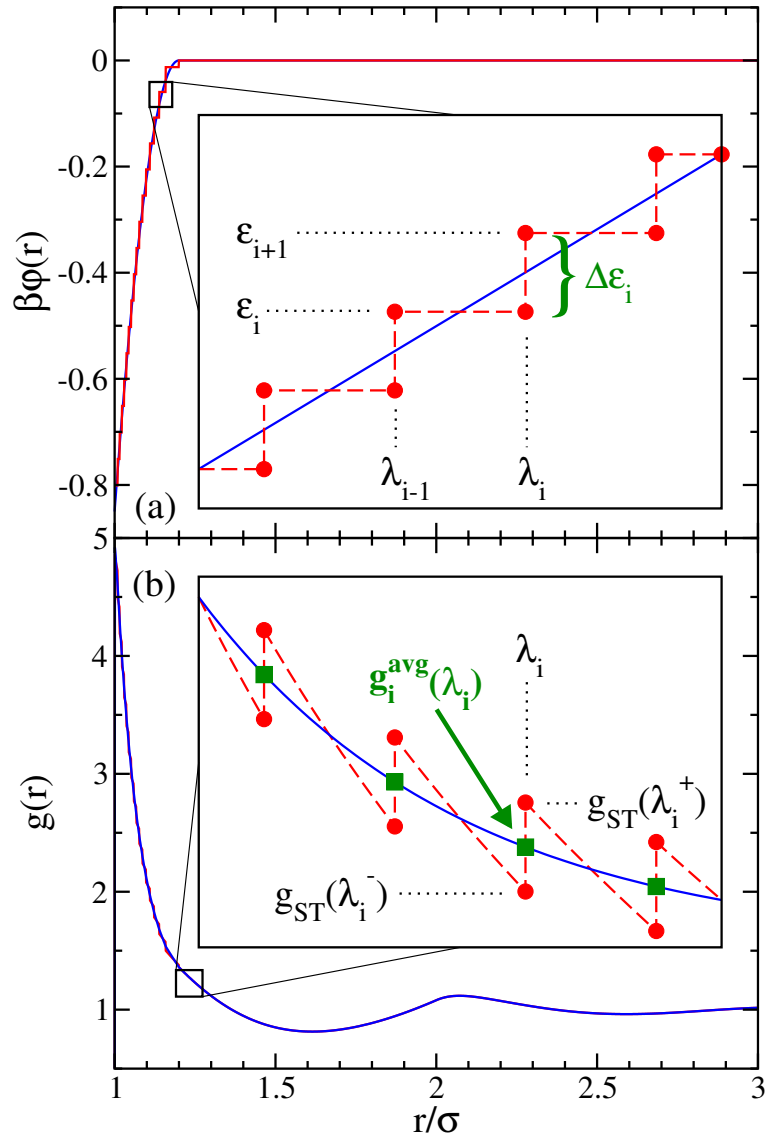 βφ(r)
0
-0.2
-0.4
-0.6
-0.8
(a)
ε_{i+1}
ε_i
Δε_i
λ_{i-1}
λ_i
g(r)
5
4
3
2
1
(b)
λ_i
g_i^{avg}(λ_i)
g_{ST}(λ_i^+)
g_{ST}(λ_i^-)
1
1.5
2
2.5
3
r/σ